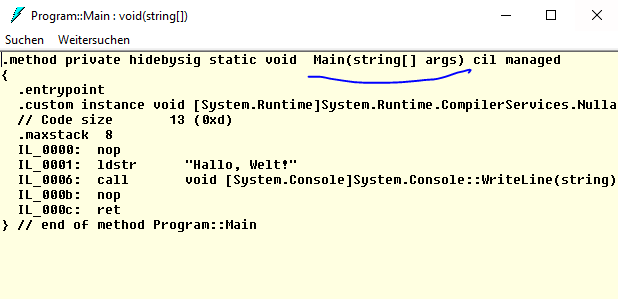 Program::Main : void(string[])
Suchen Weitersuchen
.method private hidebysig static void  Main(string[] args) cil managed
{
  .entrypoint
  .custom instance void [System.Runtime]System.Runtime.CompilerServices.Nulla
  // Code size       13 (0xd)
  .maxstack  8
  IL_0000:  nop
  IL_0001:  ldstr      "Hallo, Welt!"
  IL_0006:  call       void [System.Console]System.Console::WriteLine(string)
  IL_000b:  nop
  IL_000c:  ret
} // end of method Program::Main